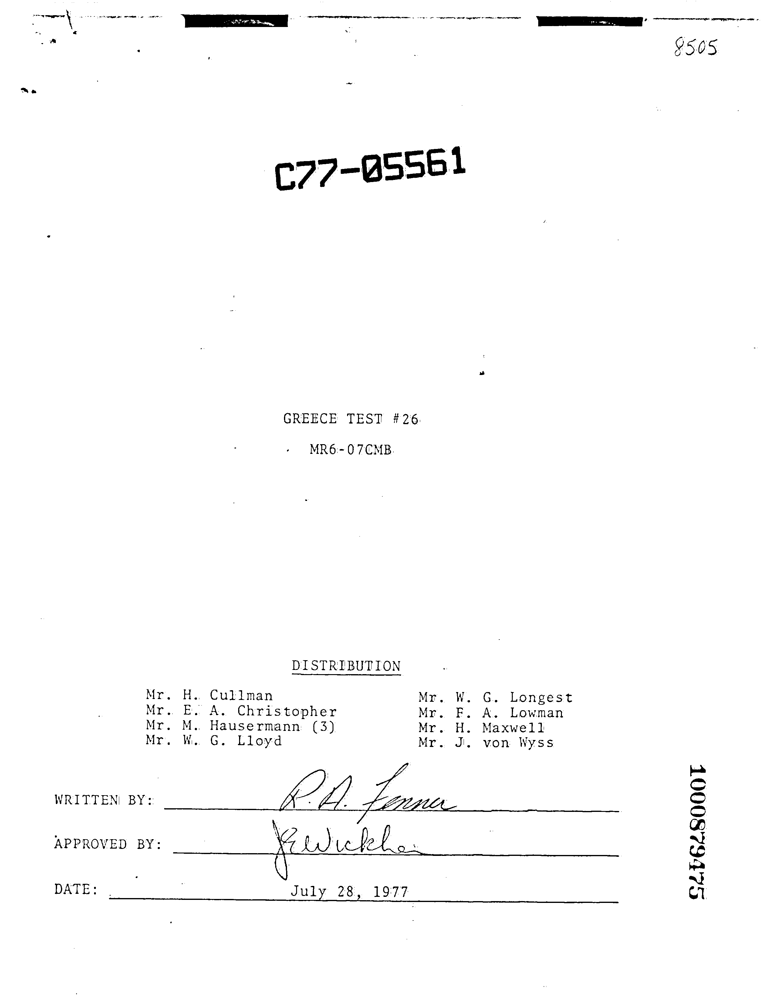 8505
C77-05561
GREECE TEST #26
MR6-07CMB
DISTRIBUTION
Mr. H. Cullman
Mr. E. A. Christopher
Mr. M. Hausermann (3)
Mr. W. G. Lloyd
Mr. W. G. Longest
Mr. F. A. Lowman
Mr. H. Maxwell
Mr. J. von Wyss
WRITTEN BY: R. A. Fenner
APPROVED BY: JEWickham
DATE: July 28, 1977
1000879475